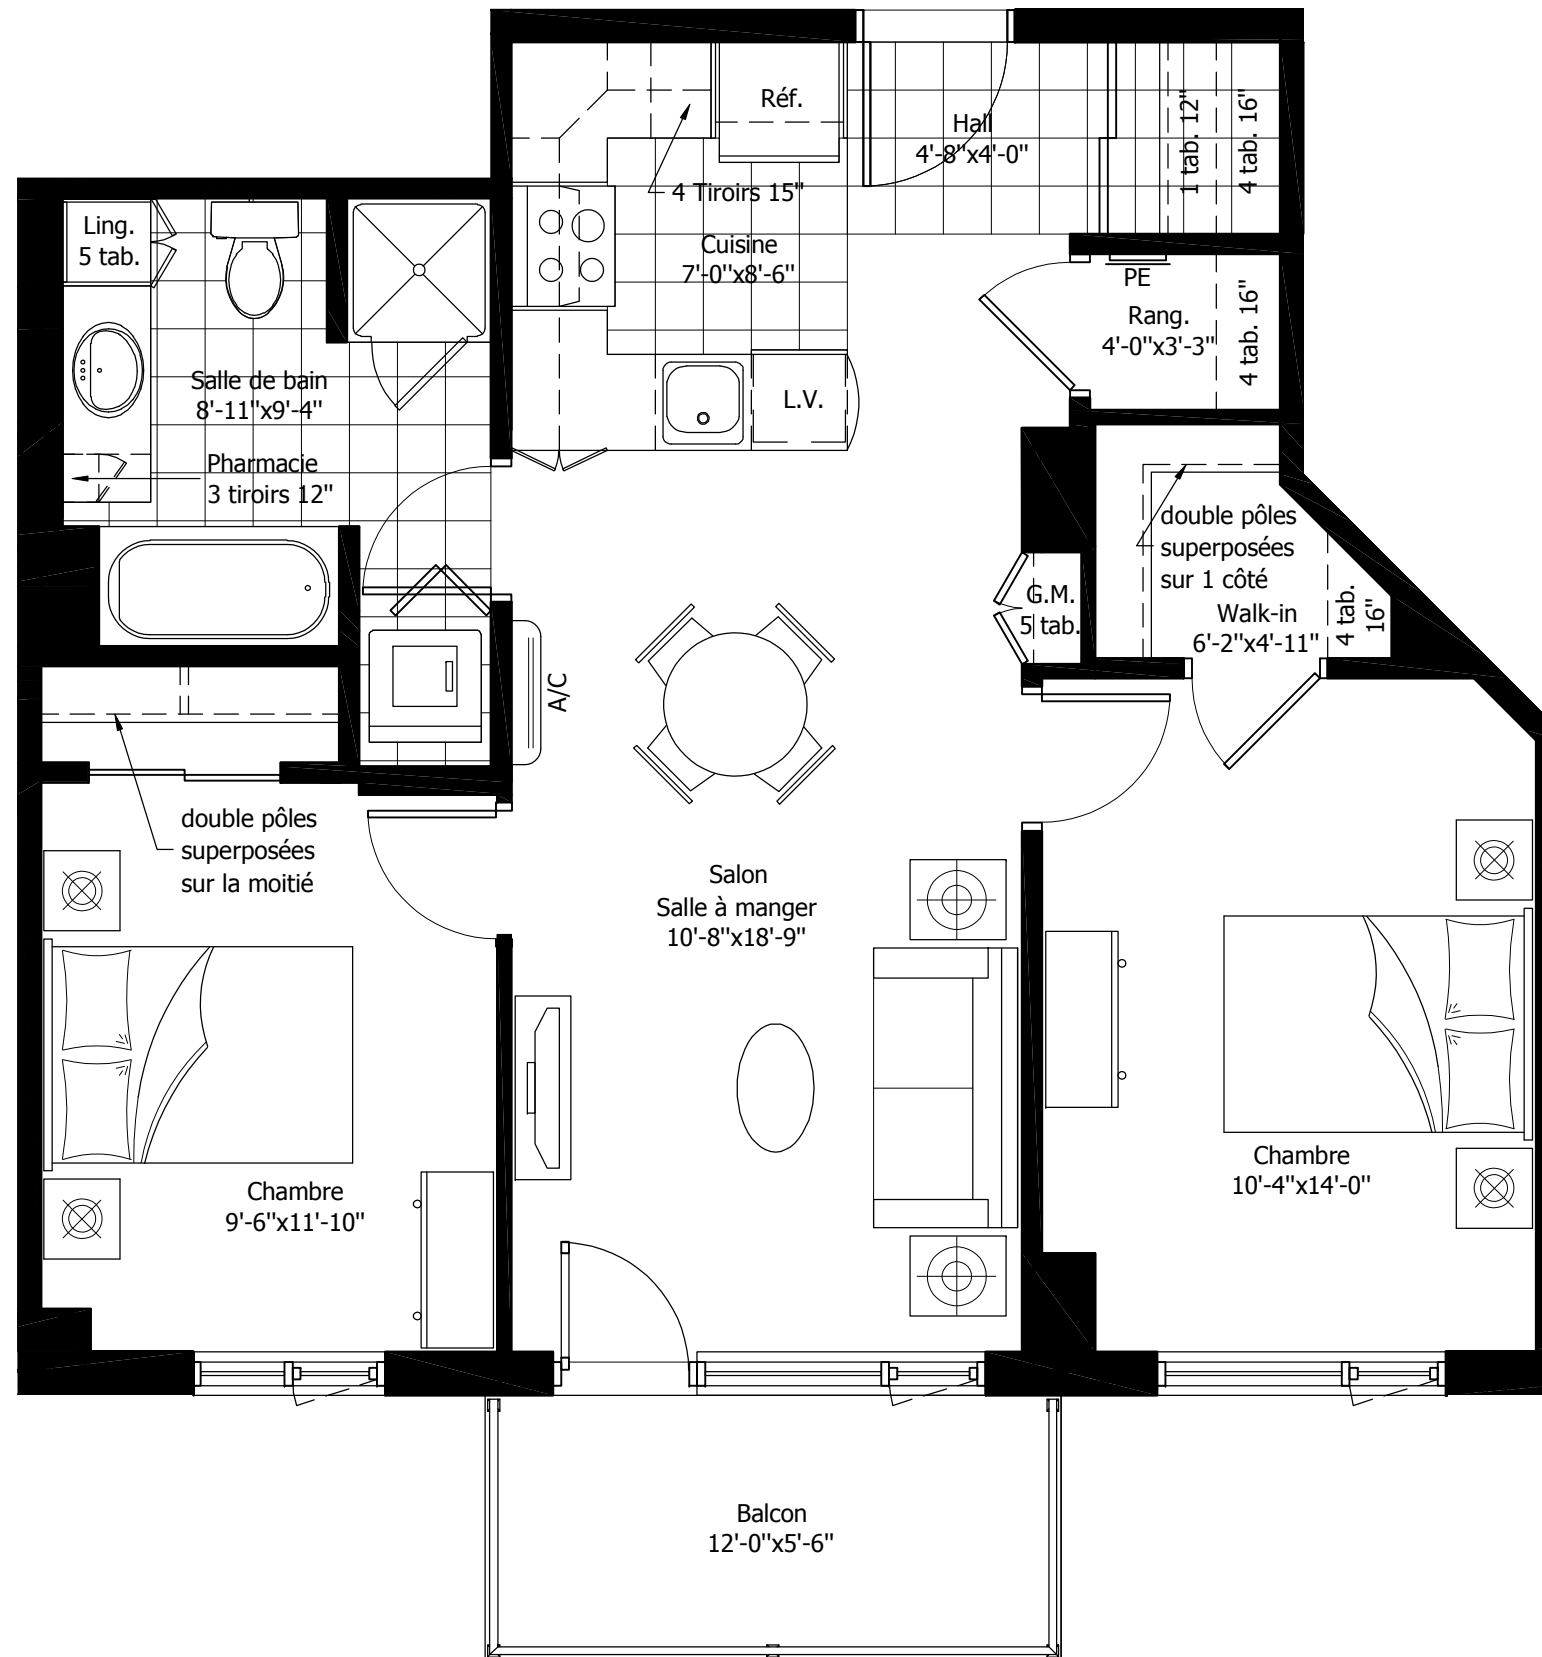 Réf.
Hall
4'-8"x4'-0"
1 tab. 12"
4 tab. 16"
4 Tiroirs 15"
Cuisine
7'-0"x8'-6"
Ling.
5 tab.
PE
Rang.
4'-0"x3'-3"
4 tab. 16"
Salle de bain
8'-11"x9'-4"
L.V.
Pharmacie
3 tiroirs 12"
double pôles
superposées
sur 1 côté
Walk-in
6'-2"x4'-11"
4 tab.
16"
G.M.
5 tab.
A/C
double pôles
superposées
sur la moitié
Salon
Salle à manger
10'-8"x18'-9"
Chambre
9'-6"x11'-10"
Chambre
10'-4"x14'-0"
Balcon
12'-0"x5'-6"